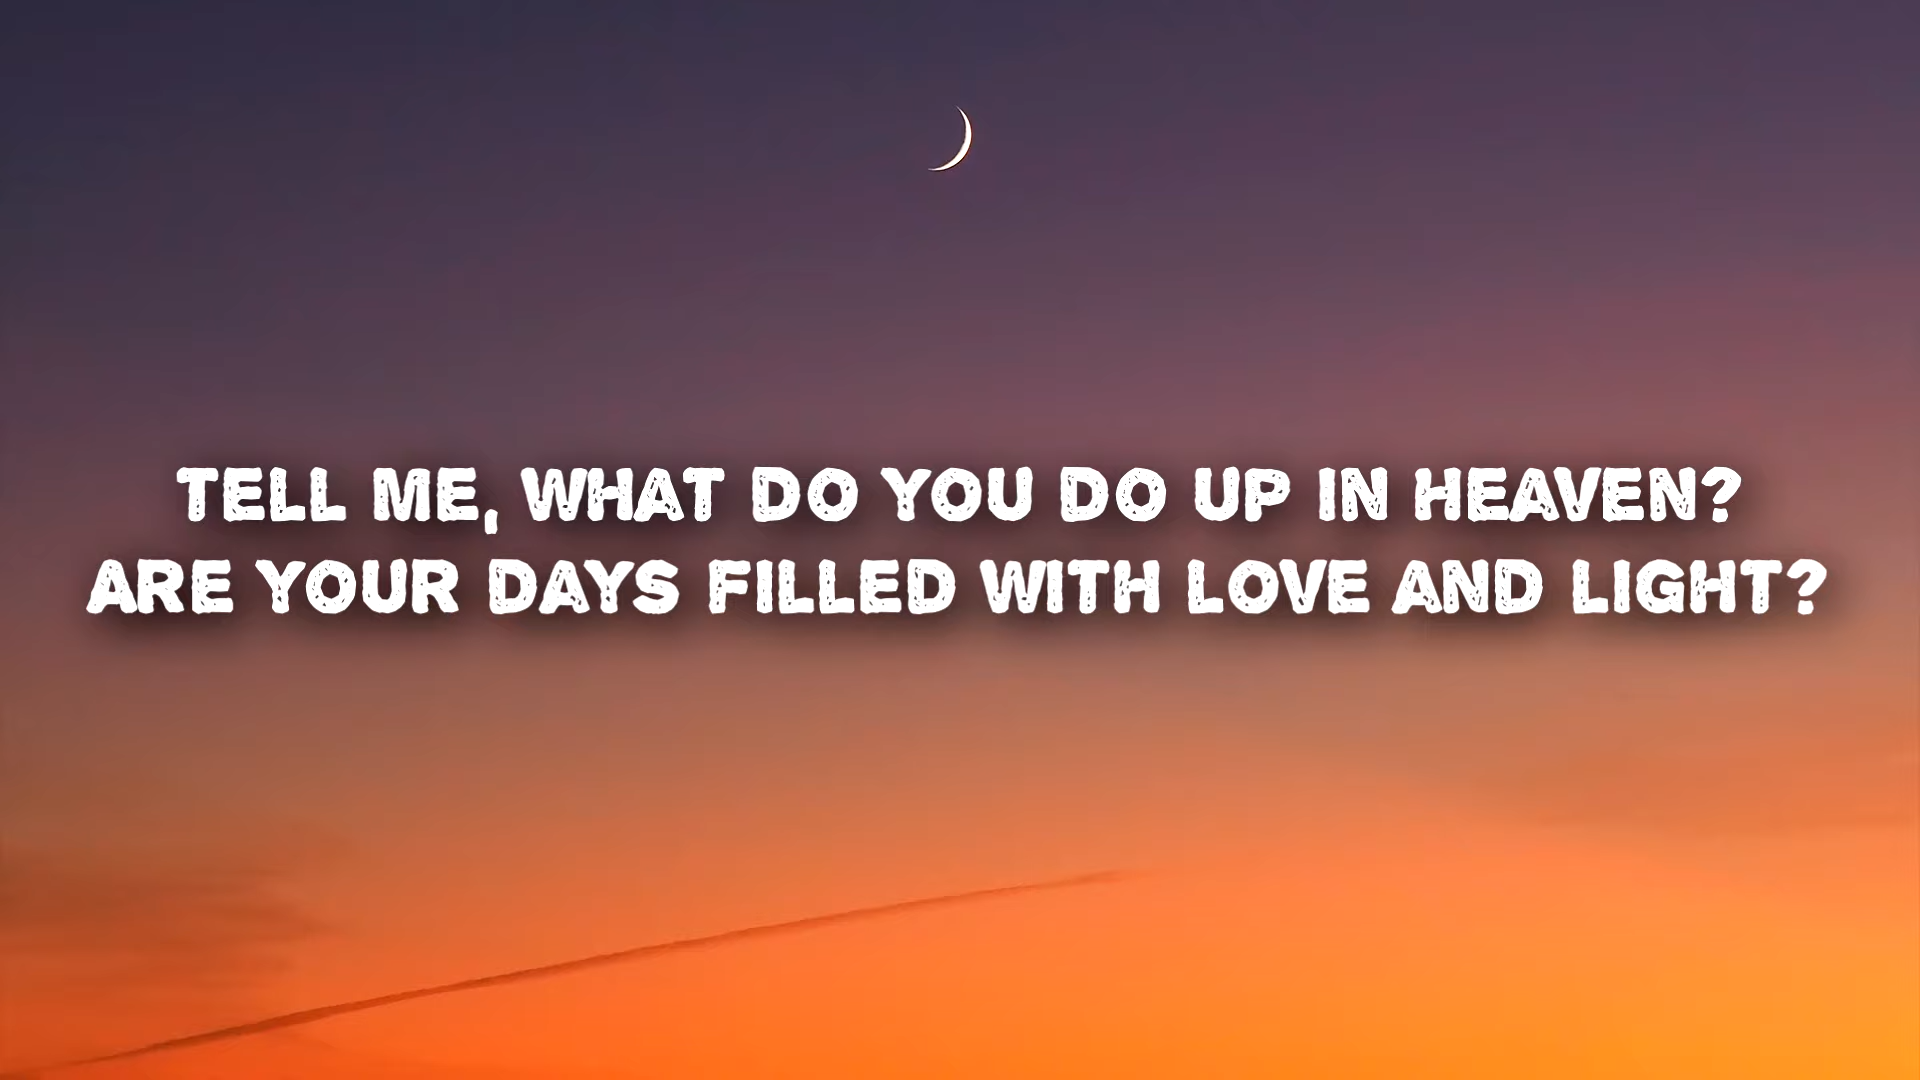 TELL ME, WHAT DO YOU DO UP IN HEAVEN?
ARE YOUR DAYS FILLED WITH LOVE AND LIGHT?